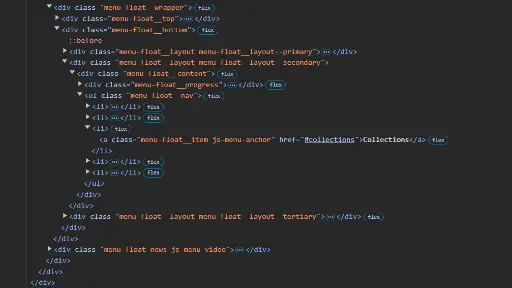 ▼<div class="menu-float__wrapper"> flex
▶<div class="menu-float__top">…</div>
▼<div class="menu-float__bottom"> flex
::before
▶<div class="menu-float__layout menu-float__layout--primary">…</div>
▼<div class="menu-float__layout menu-float__layout--secondary">
▼<div class="menu-float__content"> flex
▶<div class="menu-float__progress">…</div> flex
▼<ul class="menu-float__nav"> flex
▶<li>…</li> flex
▶<li>…</li> flex
▼<li> flex
<a class="menu-float__item js-menu-anchor" href="#collections">Collections</a> flex
</li>
▶<li>…</li> flex
▶<li>…</li> flex
</ul>
</div>
</div>
▶<div class="menu-float__layout menu-float__layout--tertiary">…</div> flex
</div>
</div>
▶<div class="menu-float-news js-menu-video">…</div>
</div>
</div>
</div>